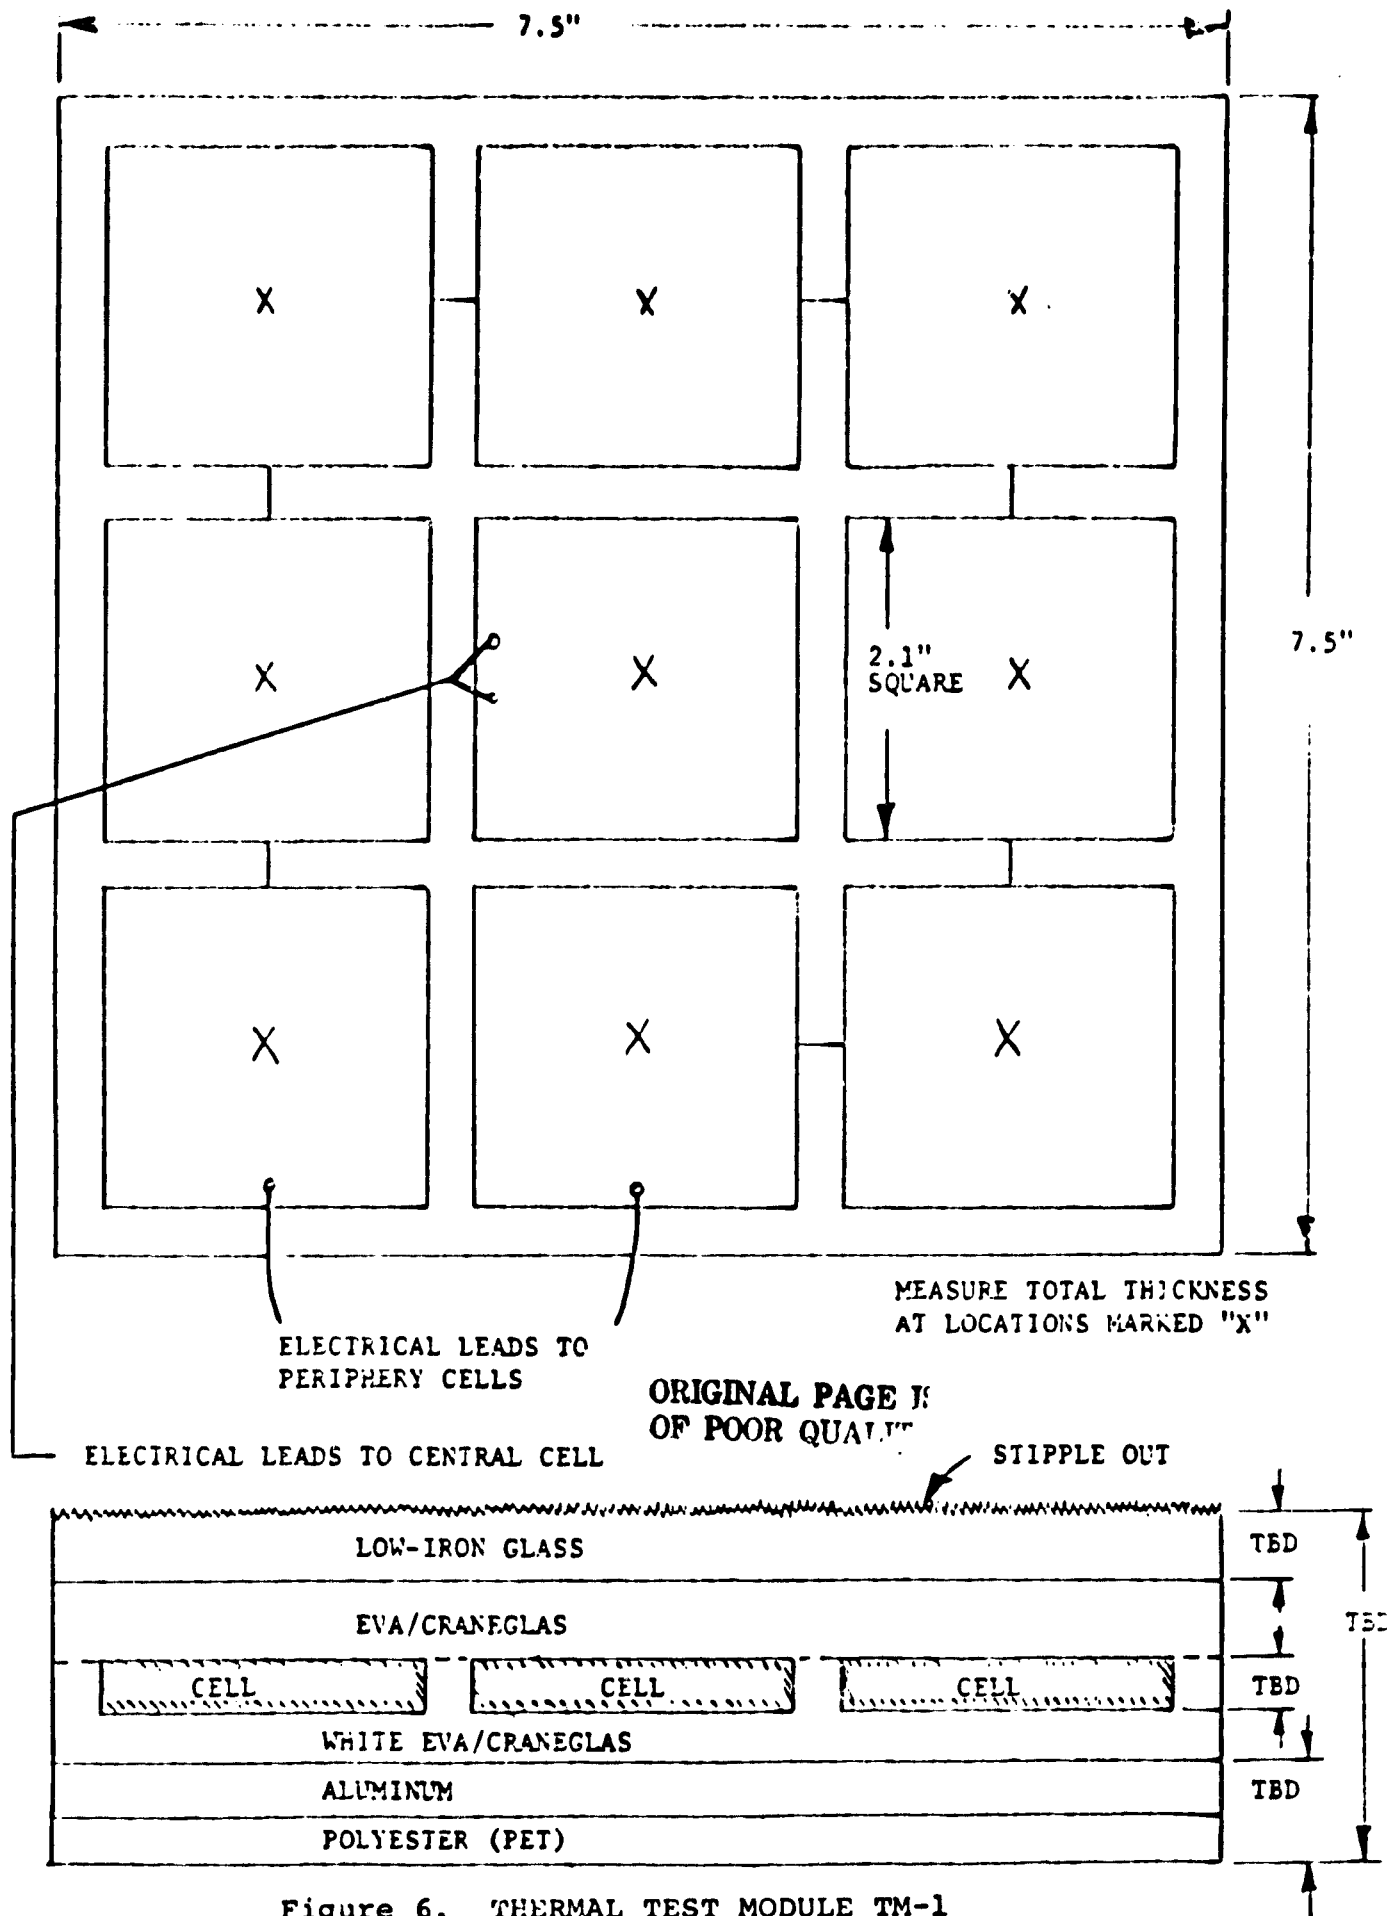 7.5"
X X X
X X 2.1" X
SQUARE
7.5"
X X X
MEASURE TOTAL THICKNESS
AT LOCATIONS MARKED "X"
ELECTRICAL LEADS TO
PERIPHERY CELLS
ORIGINAL PAGE IS
OF POOR QUALIT
ELECTRICAL LEADS TO CENTRAL CELL
STIPPLE OUT
LOW-IRON GLASS
TBD
EVA/CRANEGLAS
TBD
CELL CELL CELL
TBD
WHITE EVA/CRANEGLAS
ALUMINUM
TBD
POLYESTER (PET)
Figure 6. THERMAL TEST MODULE TM-1